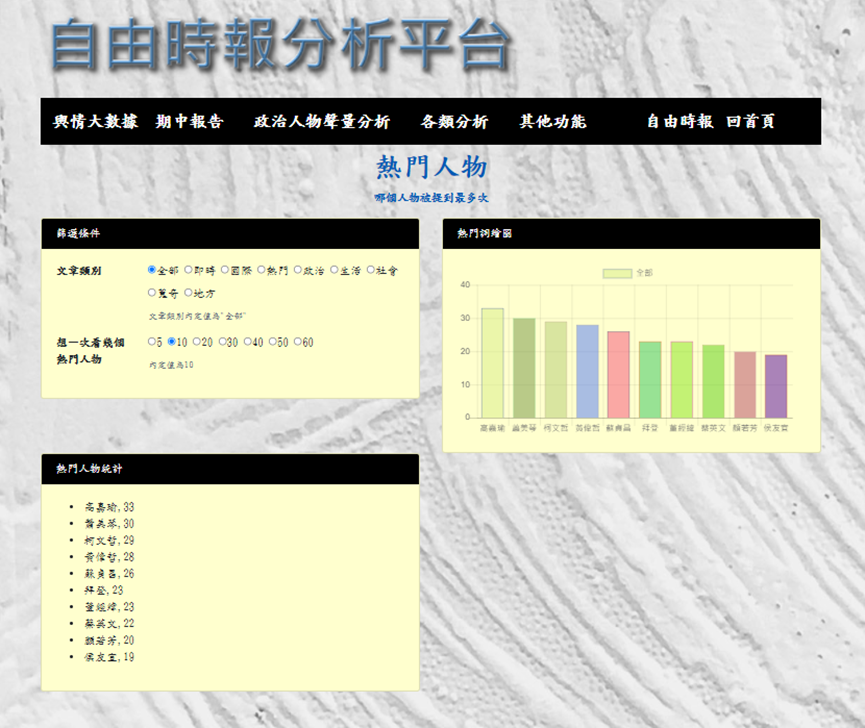 自由時報分析平台
輿情大數據 期中報告 政治人物聲量分析 各類分析 其他功能 自由時報 回首頁
熱門人物
哪個人物被提到最多次
篩選條件
文章類別 全部 即時 國際 熱門 政治 生活 社會
蒐奇 地方
文章類別內定值為"全部"
想一次看幾個 5 10 20 30 40 50 60
熱門人物
內定值為10
熱門詞繪圖
全部
40
30
20
10
0
高嘉瑜 蕭美琴 柯文哲 黃偉哲 蘇貞昌 拜登 蔡英文 顏若芳 侯友宜
熱門人物統計
高嘉瑜, 33
蕭美琴, 30
柯文哲, 29
黃偉哲, 28
蘇貞昌, 26
拜登, 23
23
蔡英文, 22
顏若芳, 20
侯友宜, 19